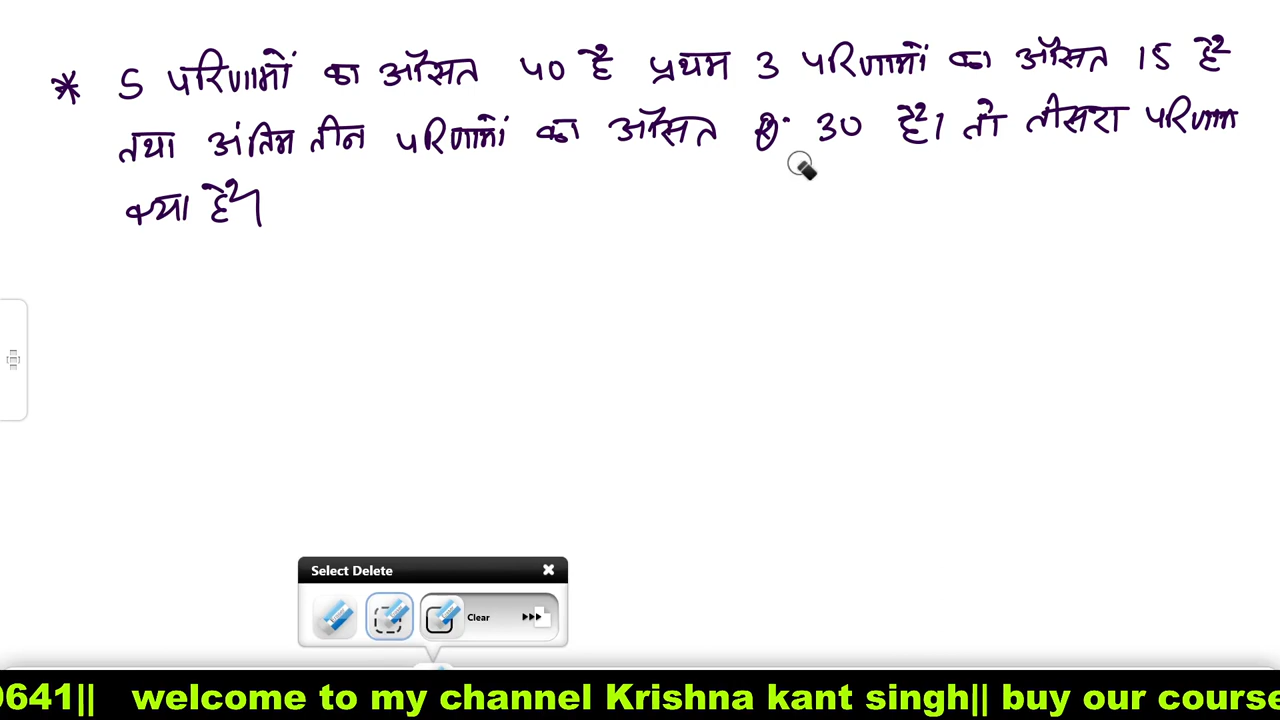 * 5 परिणामों का औसत 40 है प्रथम 3 परिणामों का औसत 15 है
तथा अंतिम तीन परिणामों का औसत 30 है। तो तीसरा परिणाम
क्या है।
Select Delete
Clear
0641|| welcome to my channel Krishna kant singh|| buy our course